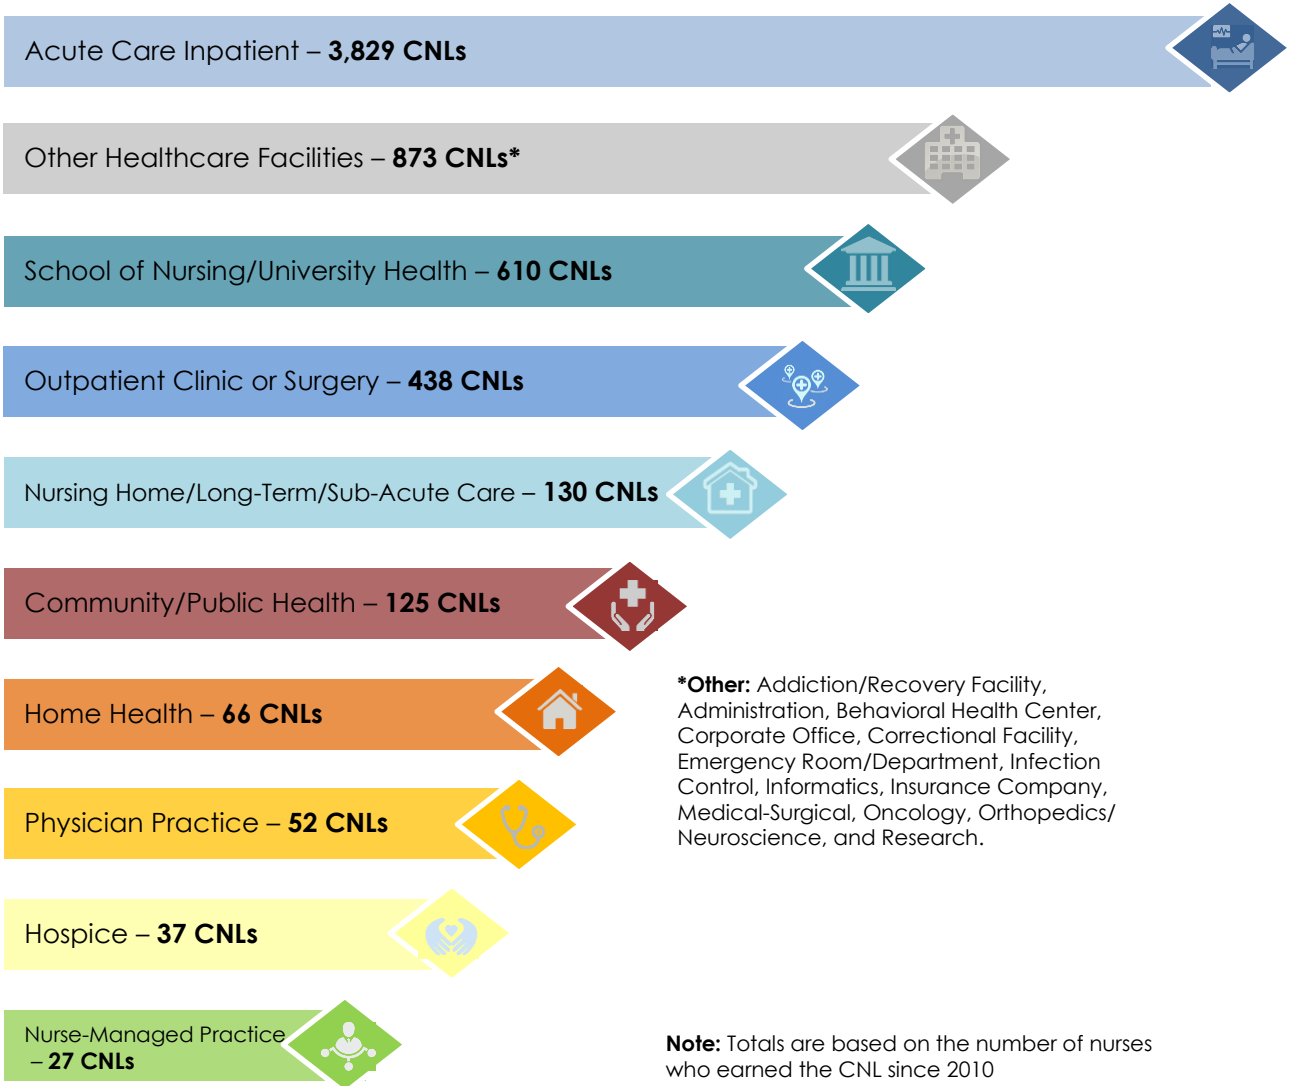 Acute Care Inpatient – 3,829 CNLs
Other Healthcare Facilities – 873 CNLs*
School of Nursing/University Health – 610 CNLs
Outpatient Clinic or Surgery – 438 CNLs
Nursing Home/Long-Term/Sub-Acute Care – 130 CNLs
Community/Public Health – 125 CNLs
Home Health – 66 CNLs
Physician Practice – 52 CNLs
Hospice – 37 CNLs
Nurse-Managed Practice
– 27 CNLs
*Other: Addiction/Recovery Facility,
Administration, Behavioral Health Center,
Corporate Office, Correctional Facility,
Emergency Room/Department, Infection
Control, Informatics, Insurance Company,
Medical-Surgical, Oncology, Orthopedics/
Neuroscience, and Research.
Note: Totals are based on the number of nurses
who earned the CNL since 2010